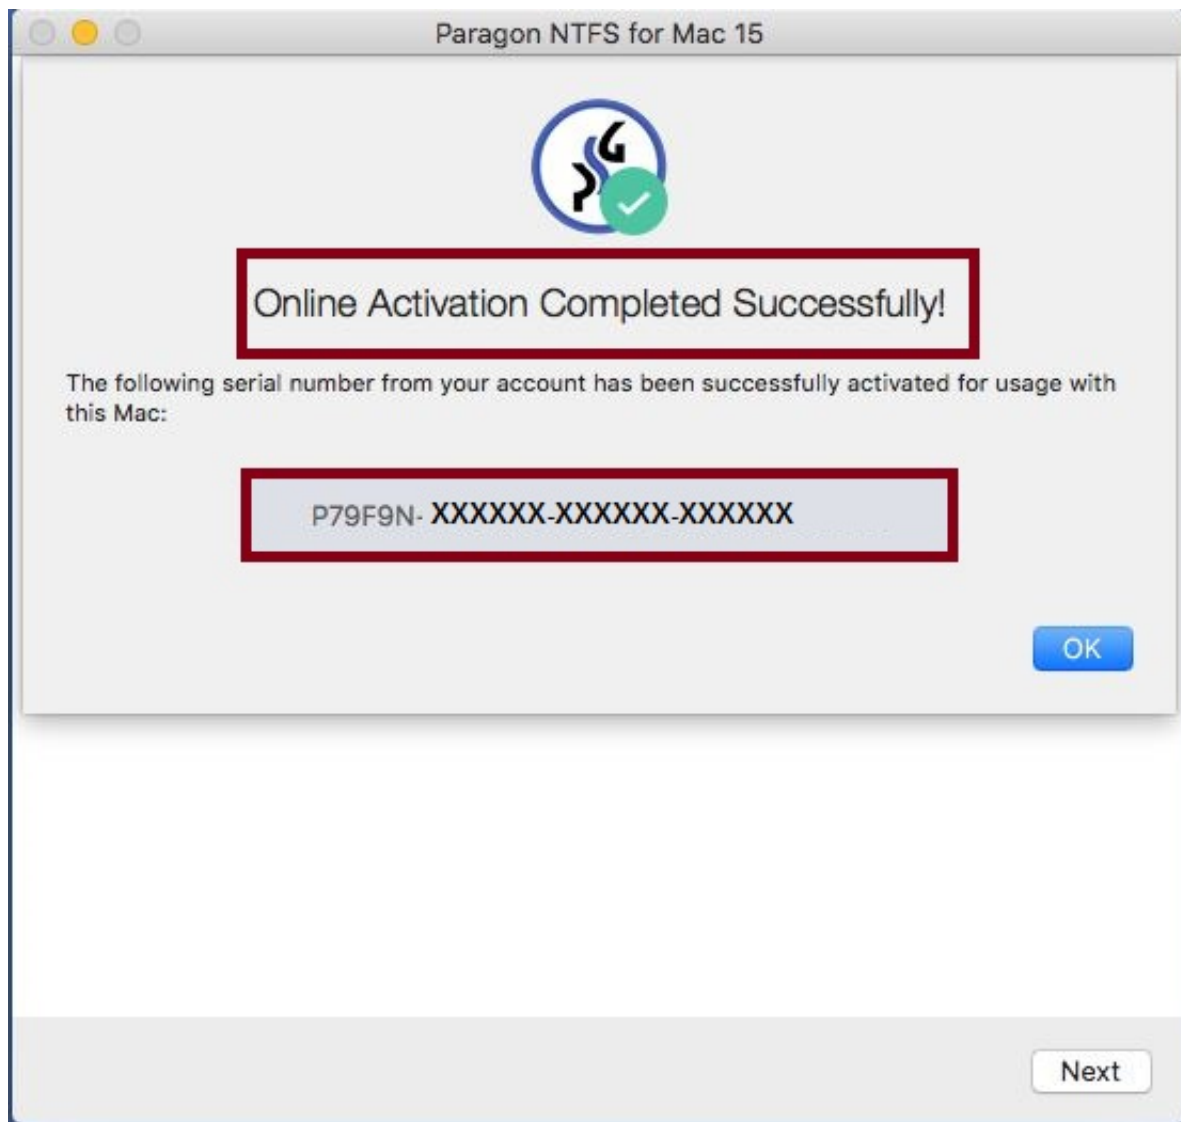 Paragon NTFS for Mac 15
PSG
Online Activation Completed Successfully!
The following serial number from your account has been successfully activated for usage with
this Mac:
P79F9N- XXXXXX-XXXXXX-XXXXXX
OK
Next